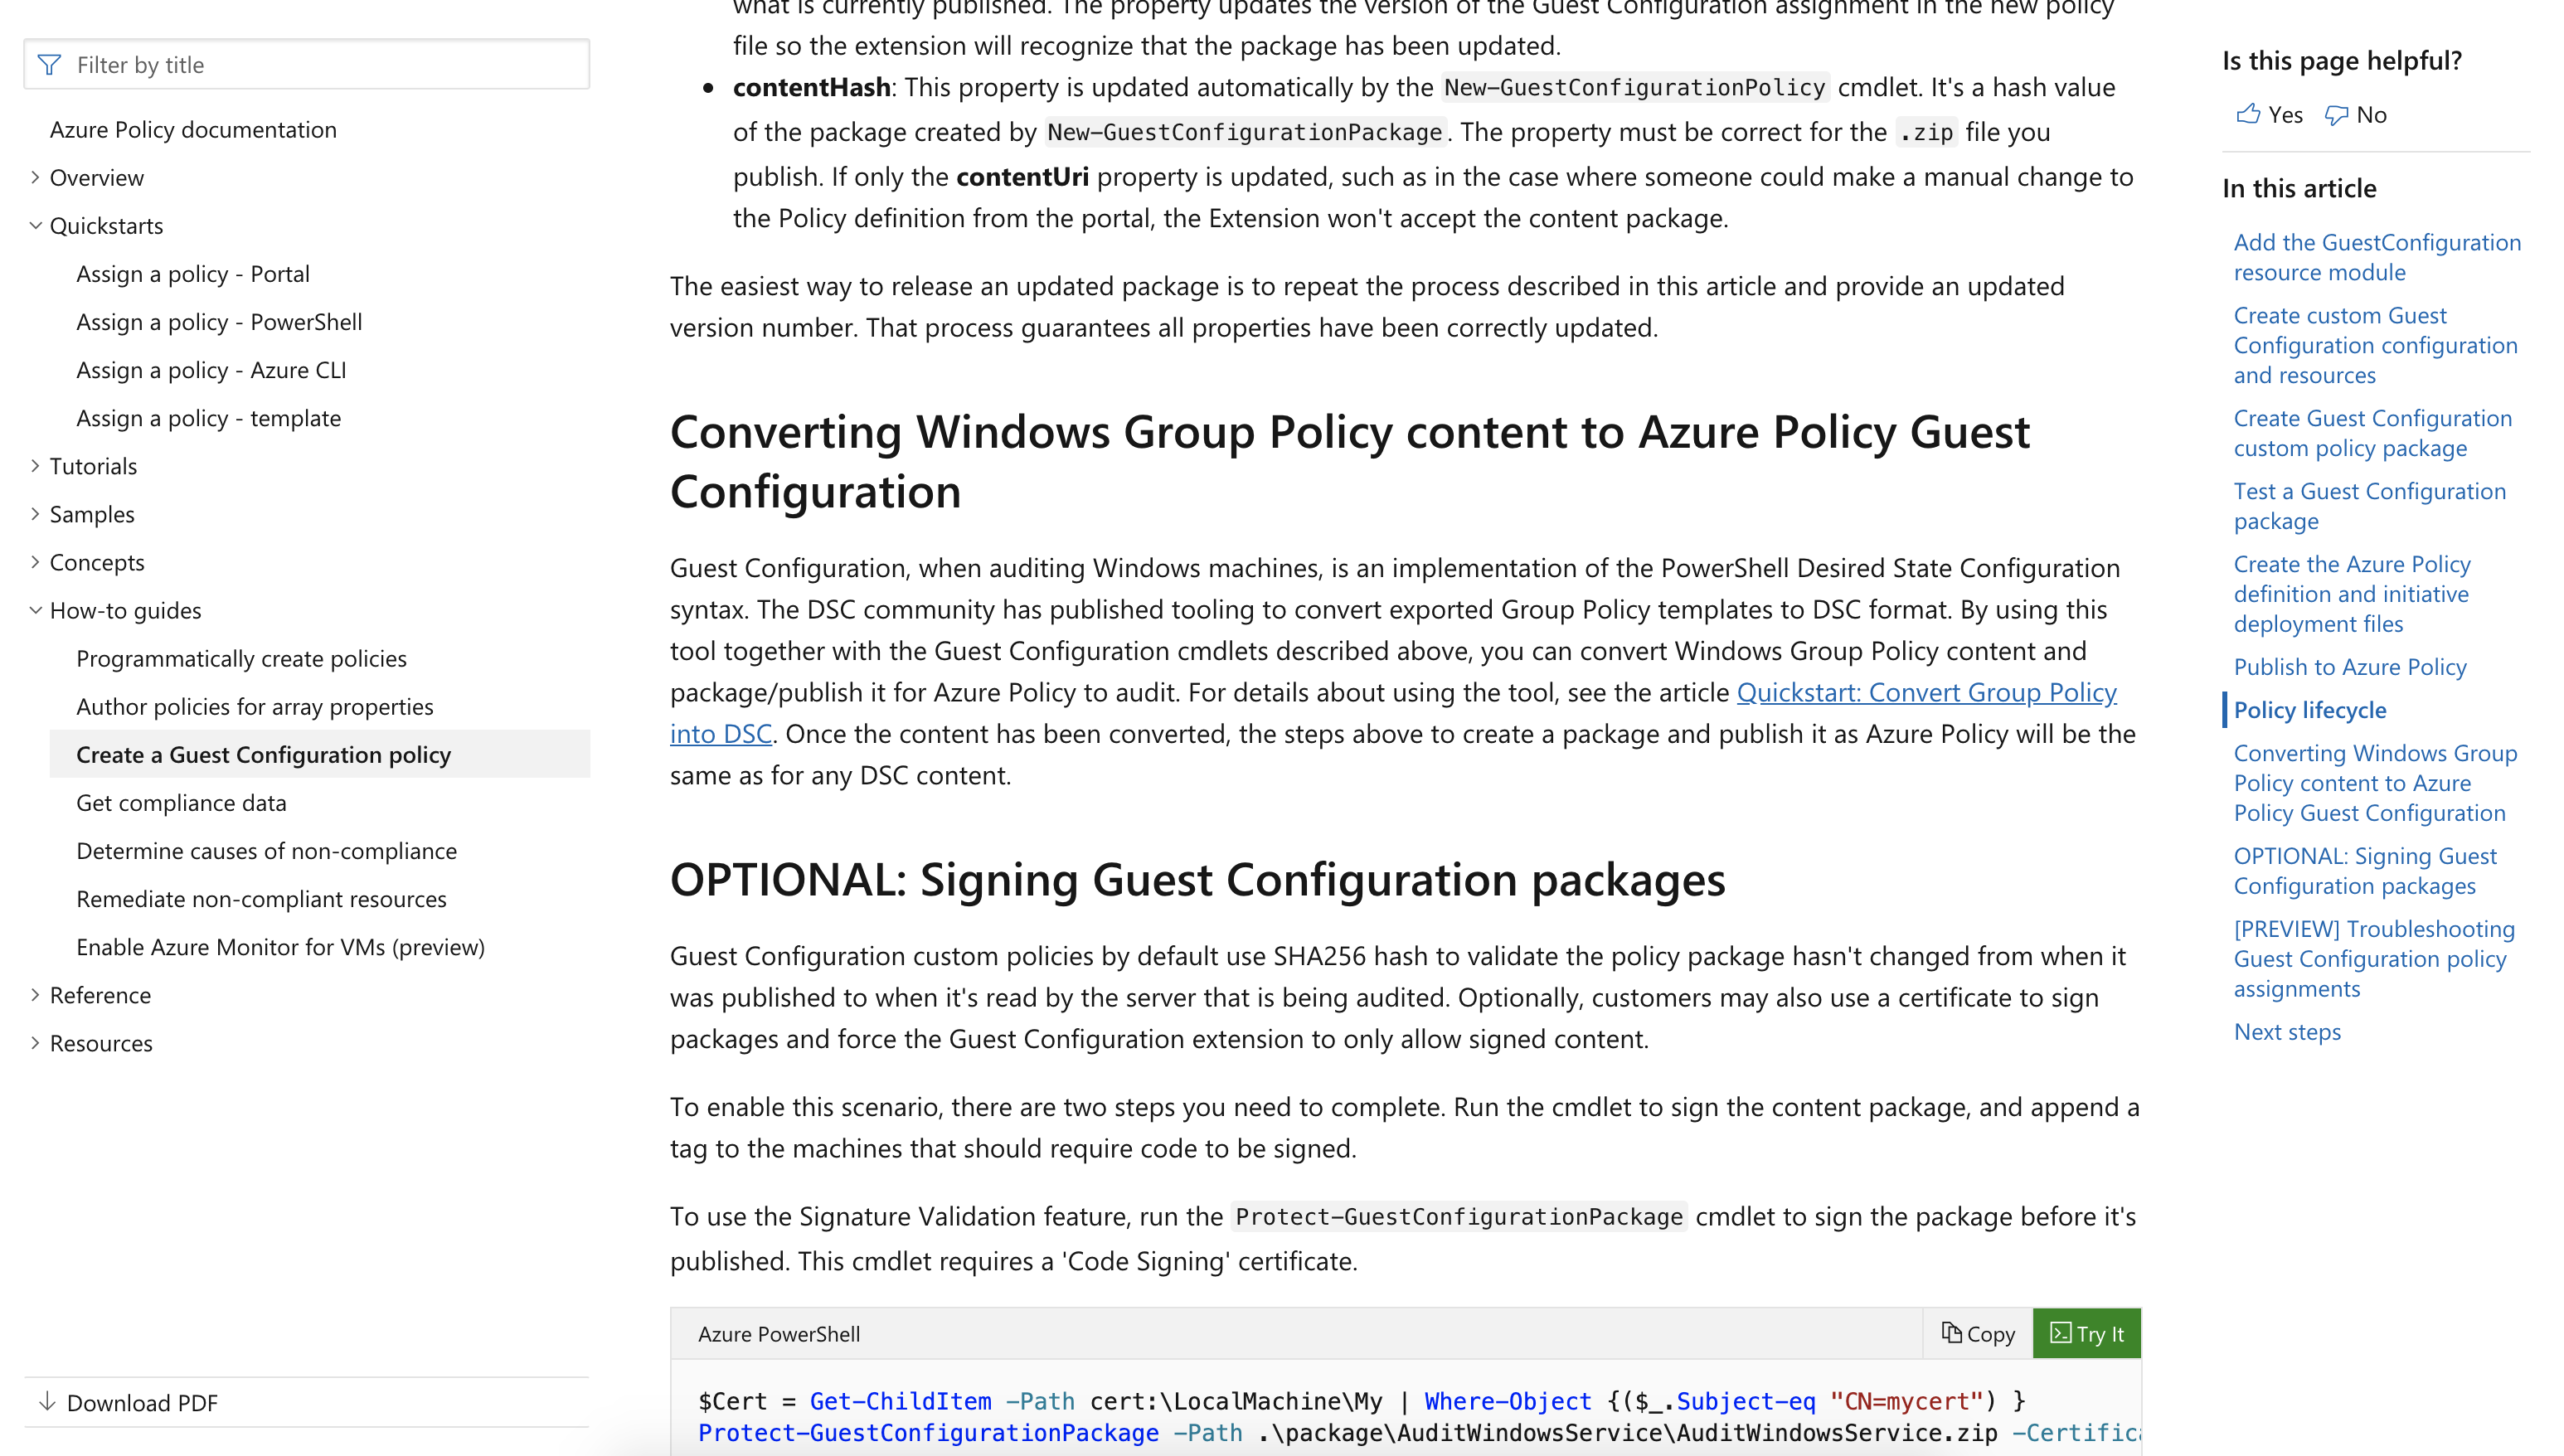 Filter by title
Azure Policy documentation
Overview
Quickstarts
Assign a policy - Portal
Assign a policy - PowerShell
Assign a policy - Azure CLI
Assign a policy - template
Tutorials
Samples
Concepts
How-to guides
Programmatically create policies
Author policies for array properties
Create a Guest Configuration policy
Get compliance data
Determine causes of non-compliance
Remediate non-compliant resources
Enable Azure Monitor for VMs (preview)
Reference
Resources
Download PDF
what is currently published. The property updates the version of the Guest Configuration assignment in the new policy
file so the extension will recognize that the package has been updated.
• contentHash: This property is updated automatically by the New-GuestConfigurationPolicy cmdlet. It's a hash value
of the package created by New-GuestConfigurationPackage. The property must be correct for the .zip file you
publish. If only the contentUri property is updated, such as in the case where someone could make a manual change to
the Policy definition from the portal, the Extension won't accept the content package.
The easiest way to release an updated package is to repeat the process described in this article and provide an updated
version number. That process guarantees all properties have been correctly updated.
Converting Windows Group Policy content to Azure Policy Guest
Configuration
Guest Configuration, when auditing Windows machines, is an implementation of the PowerShell Desired State Configuration
syntax. The DSC community has published tooling to convert exported Group Policy templates to DSC format. By using this
tool together with the Guest Configuration cmdlets described above, you can convert Windows Group Policy content and
package/publish it for Azure Policy to audit. For details about using the tool, see the article Quickstart: Convert Group Policy
into DSC. Once the content has been converted, the steps above to create a package and publish it as Azure Policy will be the
same as for any DSC content.
OPTIONAL: Signing Guest Configuration packages
Guest Configuration custom policies by default use SHA256 hash to validate the policy package hasn't changed from when it
was published to when it's read by the server that is being audited. Optionally, customers may also use a certificate to sign
packages and force the Guest Configuration extension to only allow signed content.
To enable this scenario, there are two steps you need to complete. Run the cmdlet to sign the content package, and append a
tag to the machines that should require code to be signed.
To use the Signature Validation feature, run the Protect-GuestConfigurationPackage cmdlet to sign the package before it's
published. This cmdlet requires a 'Code Signing' certificate.
Azure PowerShell
Copy
Try It
$Cert = Get-ChildItem -Path cert:\LocalMachine\My | Where-Object {($_.Subject-eq "CN=mycert") }
Protect-GuestConfigurationPackage -Path .\package\AuditWindowsService\AuditWindowsService.zip -Certifica
Is this page helpful?
Yes
No
In this article
Add the GuestConfiguration
resource module
Create custom Guest
Configuration configuration
and resources
Create Guest Configuration
custom policy package
Test a Guest Configuration
package
Create the Azure Policy
definition and initiative
deployment files
Publish to Azure Policy
Policy lifecycle
Converting Windows Group
Policy content to Azure
Policy Guest Configuration
OPTIONAL: Signing Guest
Configuration packages
[PREVIEW] Troubleshooting
Guest Configuration policy
assignments
Next steps